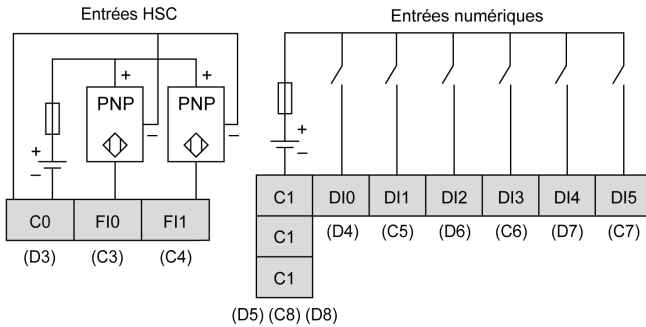 Entrées HSC
+ +
PNP PNP
– –
+
–
C0 FI0 FI1
(D3) (C3) (C4)
Entrées numériques
+
–
C1 DI0 DI1 DI2 DI3 DI4 DI5
(D4) (C5) (D6) (C6) (D7) (C7)
C1
C1
(D5) (C8) (D8)